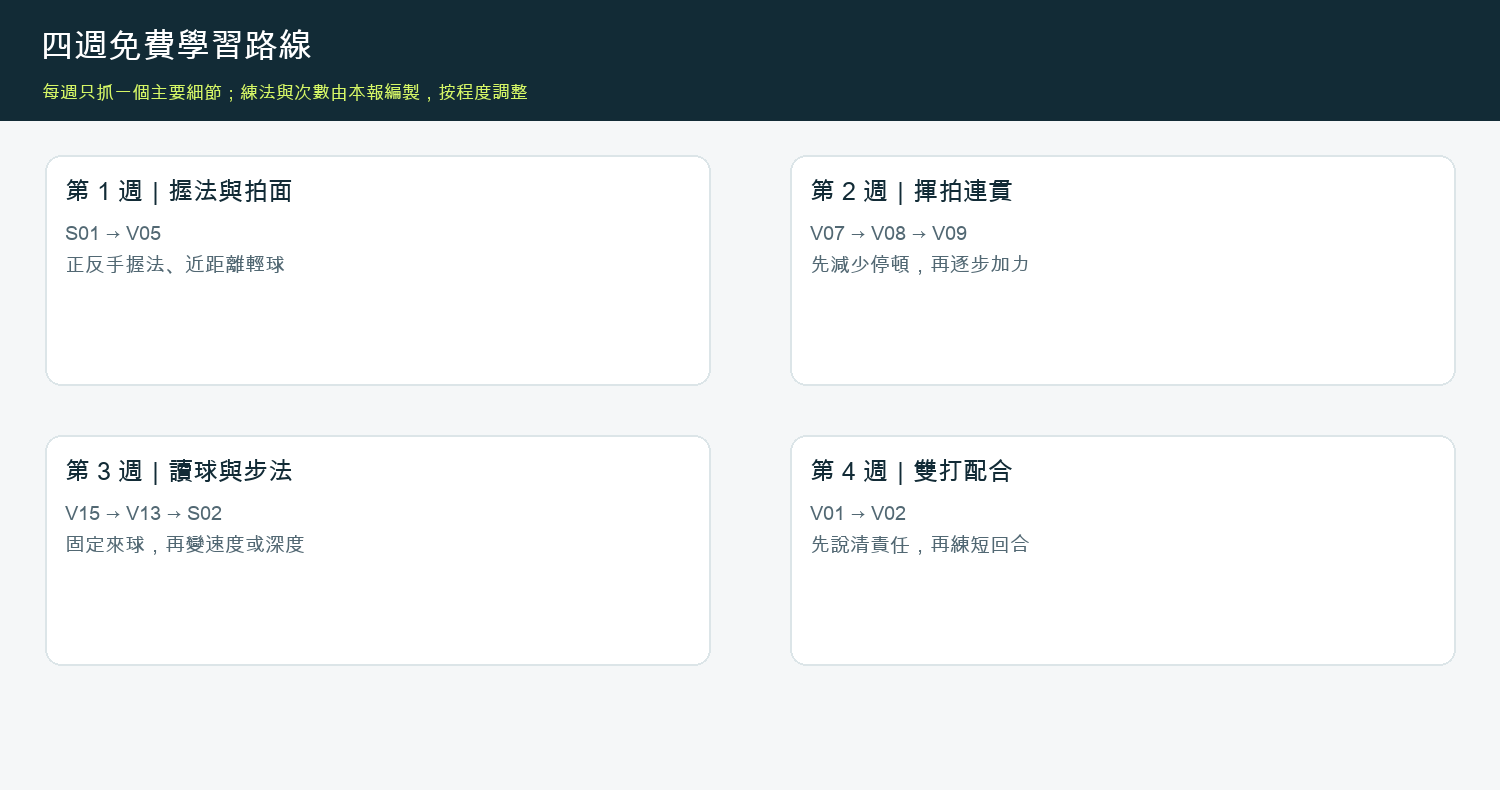 四週免費學習路線
每週只抓一個主要細節；練法與次數由本報編製，按程度調整
第 1 週｜握法與拍面
S01 → V05
正反手握法、近距離輕球
第 2 週｜揮拍連貫
V07 → V08 → V09
先減少停頓，再逐步加力
第 3 週｜讀球與步法
V15 → V13 → S02
固定來球，再變速度或深度
第 4 週｜雙打配合
V01 → V02
先說清責任，再練短回合